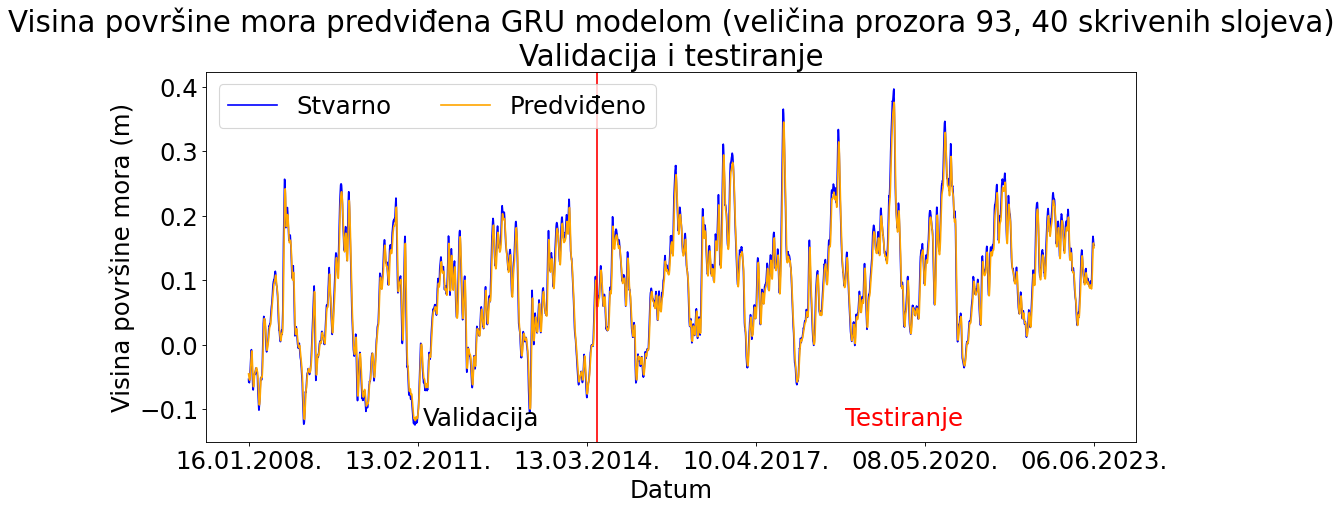 Visina površine mora predviđena GRU modelom (veličina prozora 93, 40 skrivenih slojeva)
Validacija i testiranje
Stvarno
Predviđeno
Visina površine mora (m)
0.4
0.3
0.2
0.1
0.0
−0.1
Validacija
Testiranje
16.01.2008.
13.02.2011.
13.03.2014.
10.04.2017.
08.05.2020.
06.06.2023.
Datum